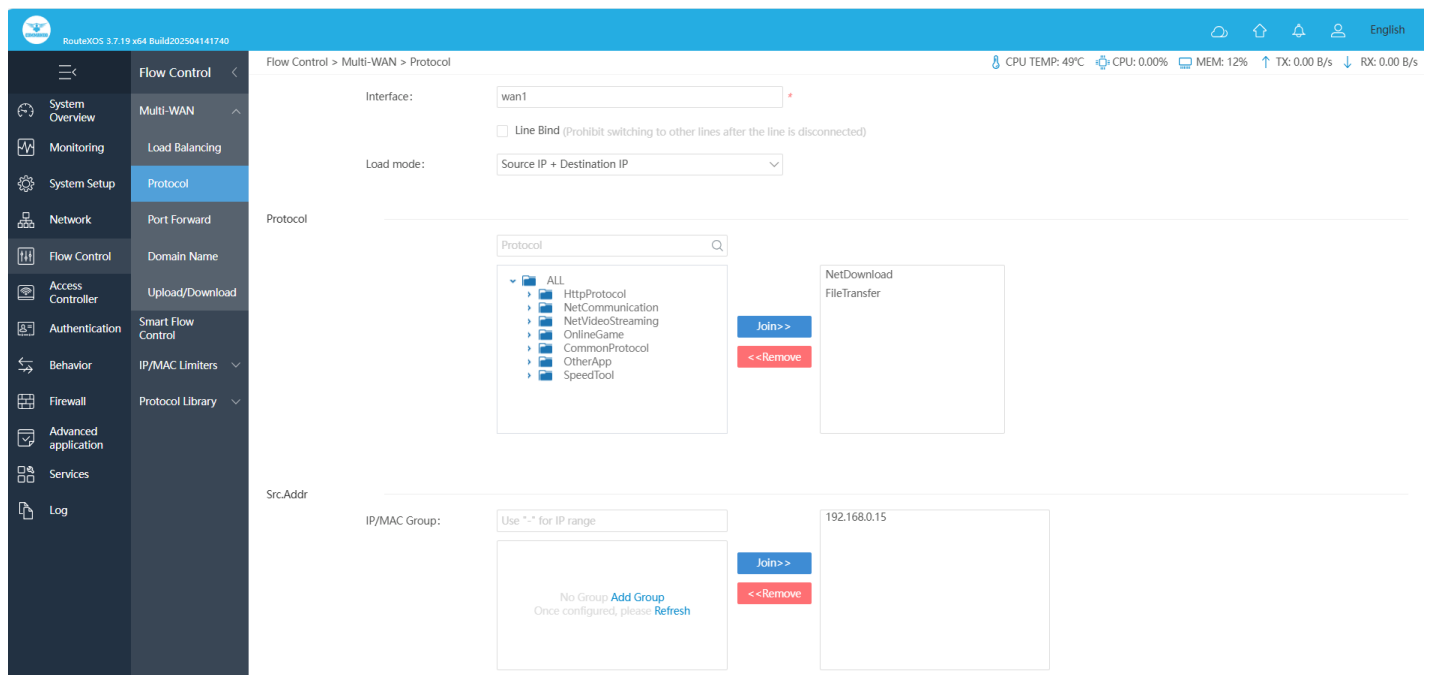 RouteXOS 3.7.19 x64 Build202504141740
English
Flow Control
Flow Control > Multi-WAN > Protocol
CPU TEMP: 49℃
CPU: 0.00%
MEM: 12%
TX: 0.00 B/s
RX: 0.00 B/s
System
Overview
Monitoring
System Setup
Network
Flow Control
Access
Controller
Authentication
Behavior
Firewall
Advanced
application
Services
Log
Multi-WAN
Load Balancing
Protocol
Port Forward
Domain Name
Upload/Download
Smart Flow
Control
IP/MAC Limiters
Protocol Library
Interface:
wan1
*
Line Bind (Prohibit switching to other lines after the line is disconnected)
Load mode:
Source IP + Destination IP
Protocol
Protocol
ALL
HttpProtocol
NetCommunication
NetVideoStreaming
OnlineGame
CommonProtocol
OtherApp
SpeedTool
Join>>
<<Remove
NetDownload
FileTransfer
Src.Addr
IP/MAC Group:
Use "-" for IP range
No Group Add Group
Once configured, please Refresh
Join>>
<<Remove
192.168.0.15